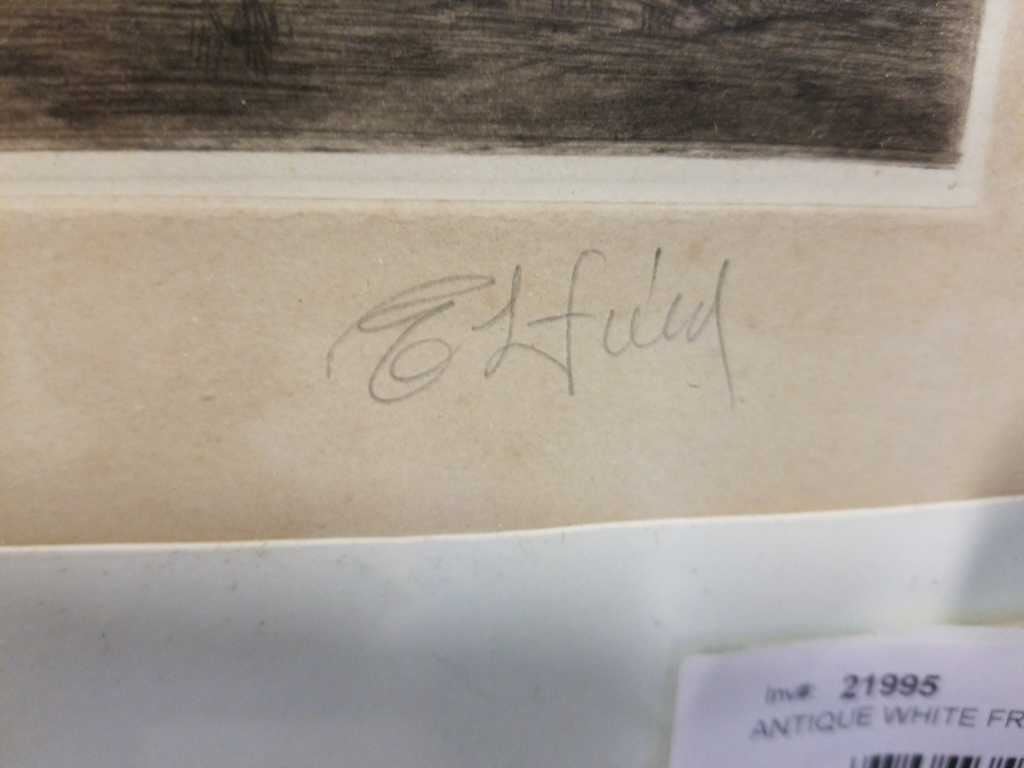 E L Field
Inv#: 21995
ANTIQUE WHITE FR